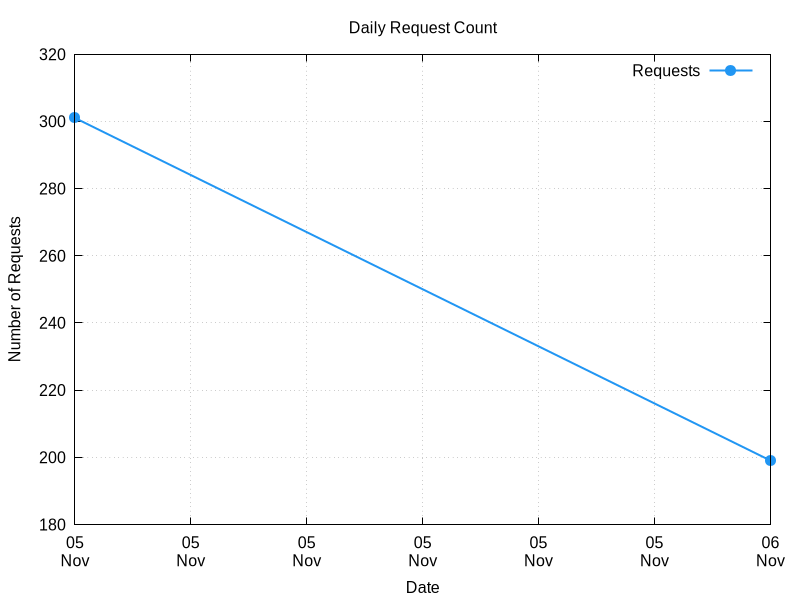 Daily Request Count
Requests
320
300
280
260
240
220
200
180
Number of Requests
05 05 05 05 05 05 06
Nov Nov Nov Nov Nov Nov Nov
Date